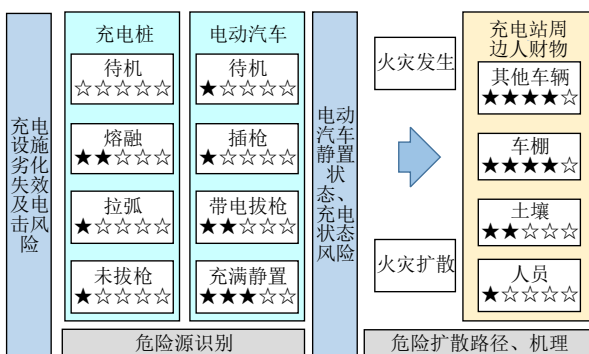 充电
设施
劣化
失效
及电
击风
险
充电桩
待机
☆☆☆☆☆
熔融
★★☆☆☆
拉弧
★☆☆☆☆
未拔枪
★☆☆☆☆
电动汽车
待机
★☆☆☆☆
插枪
★☆☆☆☆
带电拔枪
★★☆☆☆
充满静置
★★★☆☆
危险源识别
电动
汽车
静置
状
态、
充电
状态
风险
火灾发生
火灾扩散
充电站周
边人财物
其他车辆
★★★★☆
车棚
★★★★☆
土壤
★★☆☆☆
人员
★☆☆☆☆
危险扩散路径、机理